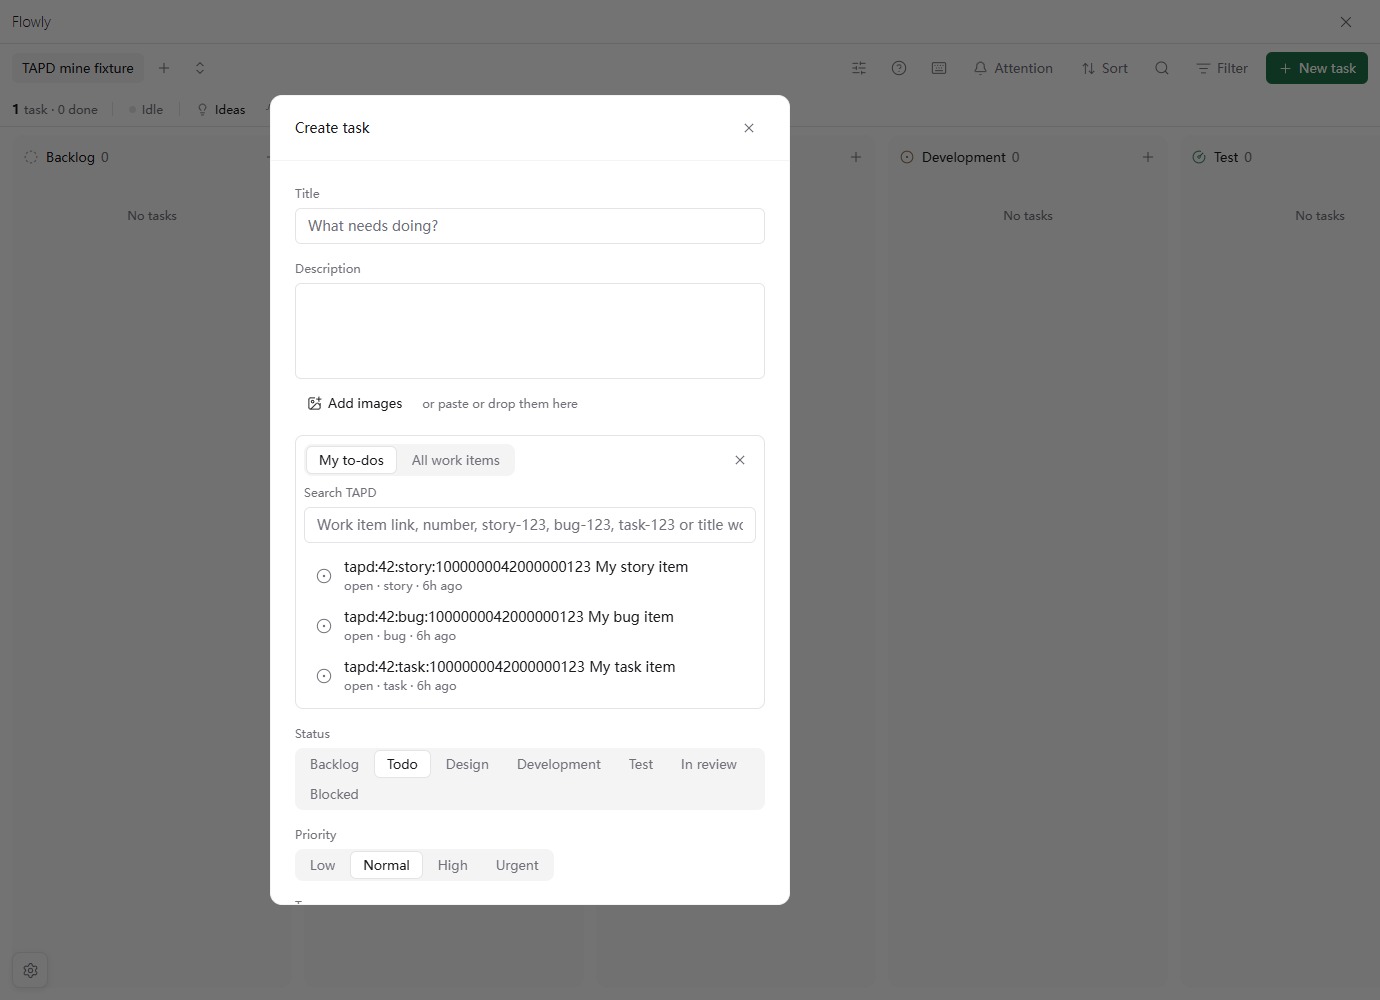 Flowly
TAPD mine fixture
Attention
Sort
Filter
New task
1 task · 0 done
Idle
Ideas
Create task
Backlog 0
Development 0
Test 0
No tasks
No tasks
No tasks
Title
What needs doing?
Description
Add images
or paste or drop them here
My to-dos
All work items
Search TAPD
Work item link, number, story-123, bug-123, task-123 or title
tapd:42:story:1000000042000000123 My story item
open · story · 6h ago
tapd:42:bug:1000000042000000123 My bug item
open · bug · 6h ago
tapd:42:task:1000000042000000123 My task item
open · task · 6h ago
Status
Backlog
Todo
Design
Development
Test
In review
Blocked
Priority
Low
Normal
High
Urgent